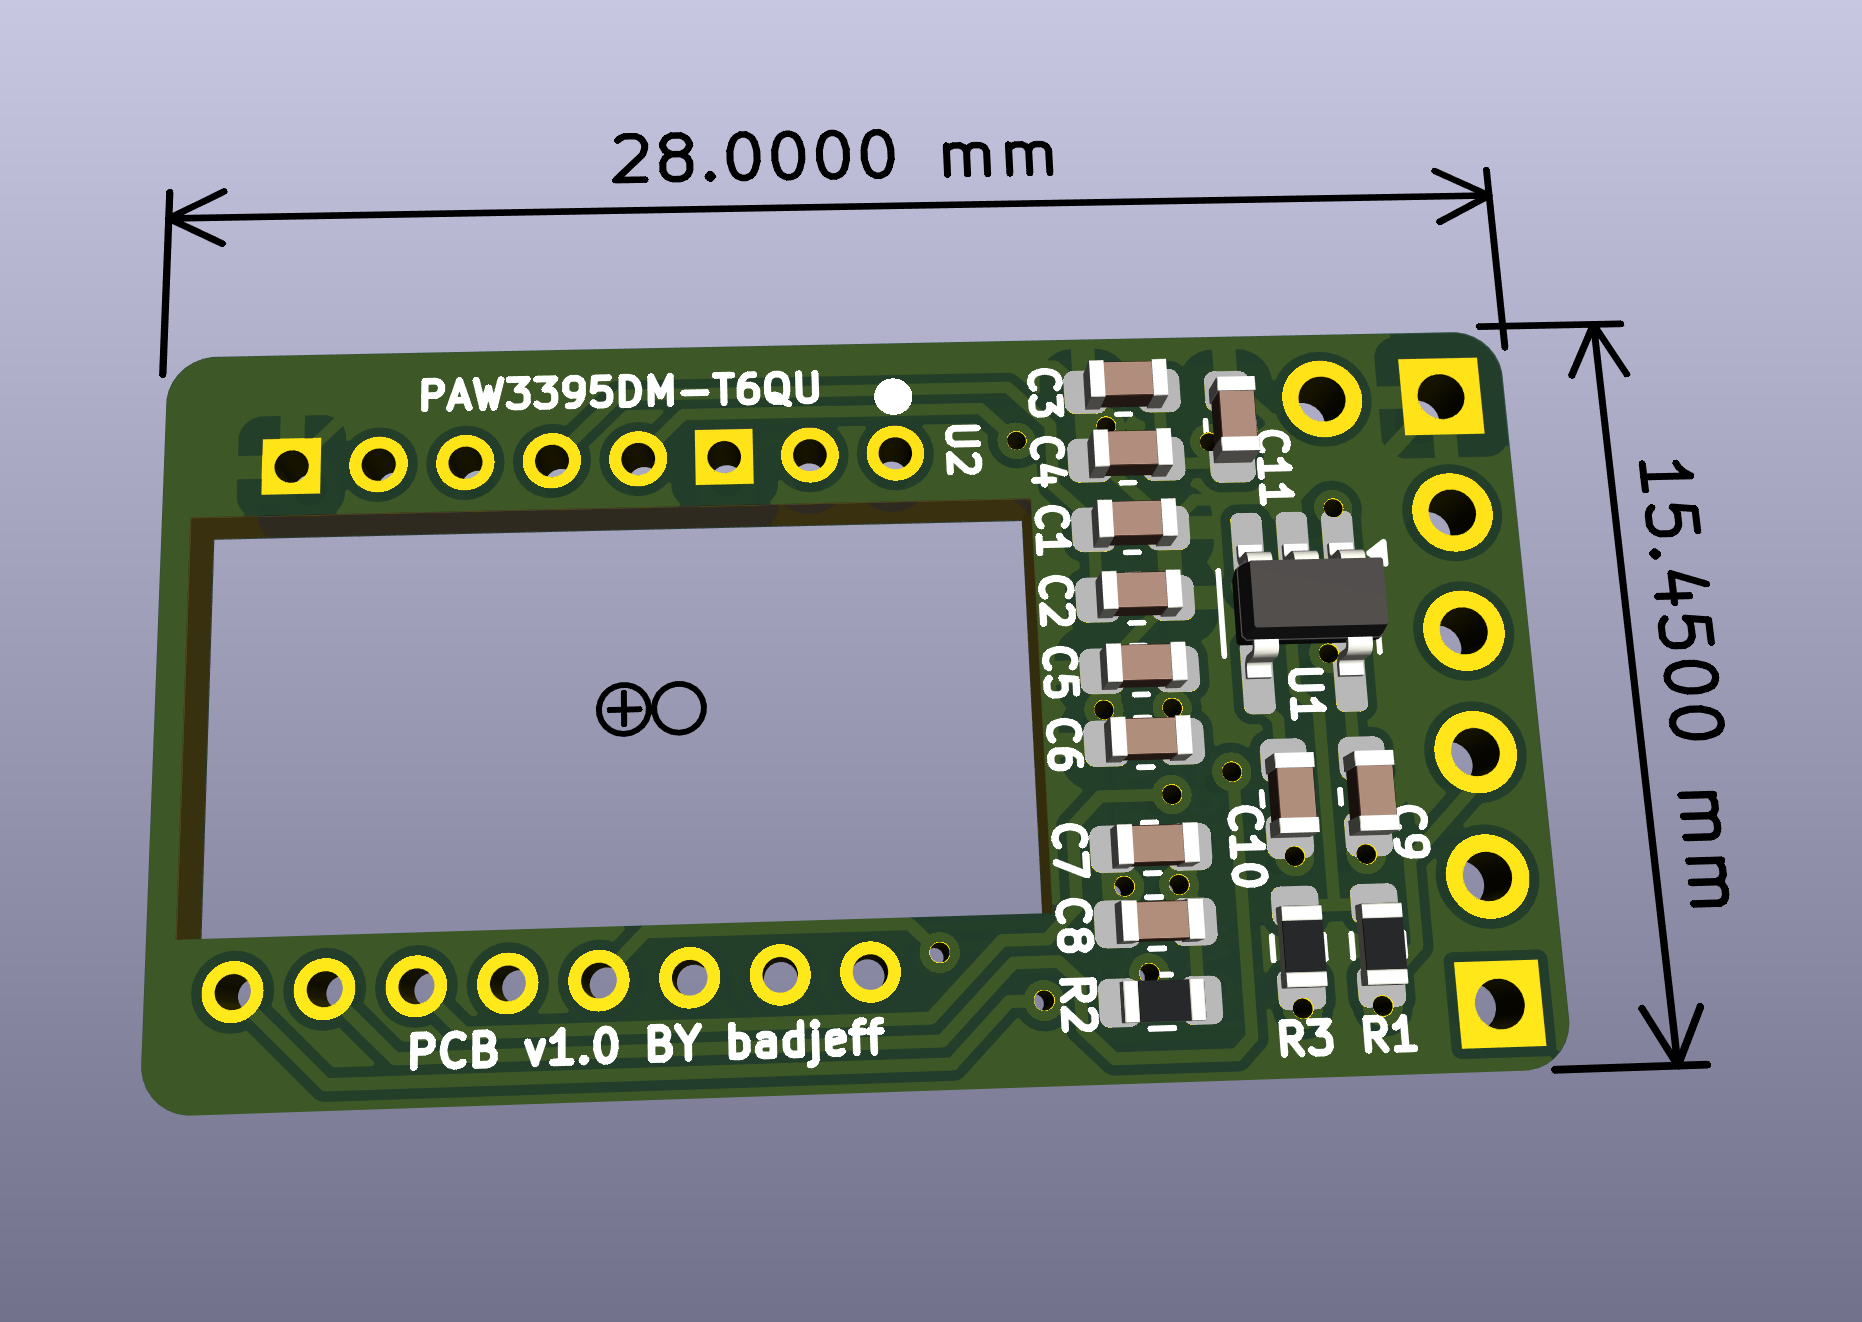 28.0000 mm
15.4500 mm
PAW3395DM-T6QU
U2
C3
C4
C11
C1
C2
C5
U1
C6
C7
C10
C9
C8
R2
R3
R1
PCB v1.0 BY badjeff